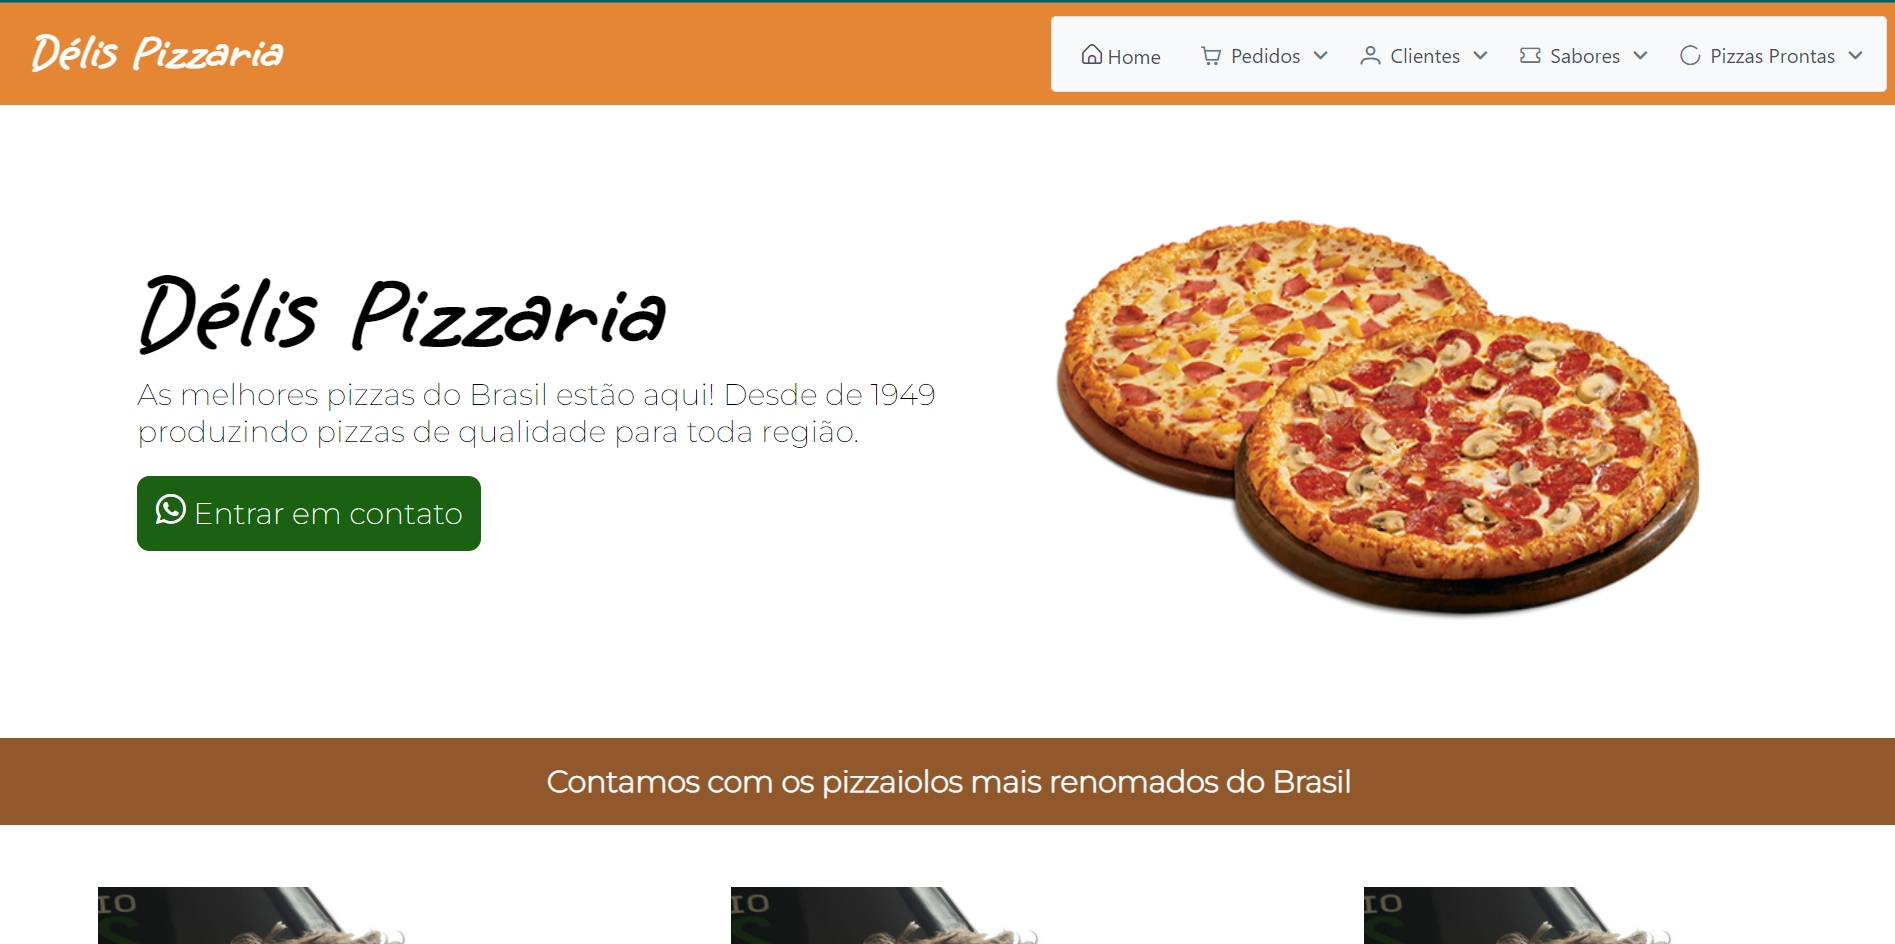 Délis Pizzaria
Home Pedidos Clientes Sabores Pizzas Prontas
Délis Pizzaria
As melhores pizzas do Brasil estão aqui! Desde de 1949
produzindo pizzas de qualidade para toda região.
Entrar em contato
Contamos com os pizzaiolos mais renomados do Brasil
IO IO IO